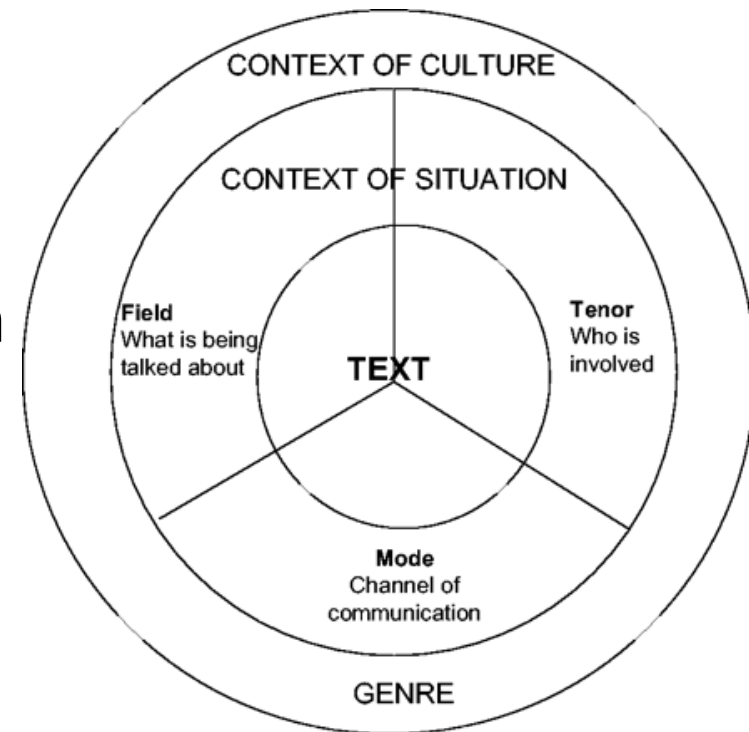 CONTEXT OF CULTURE
CONTEXT OF SITUATION
Field
What is being
talked about
Tenor
Who is
involved
TEXT
Mode
Channel of
communication
GENRE